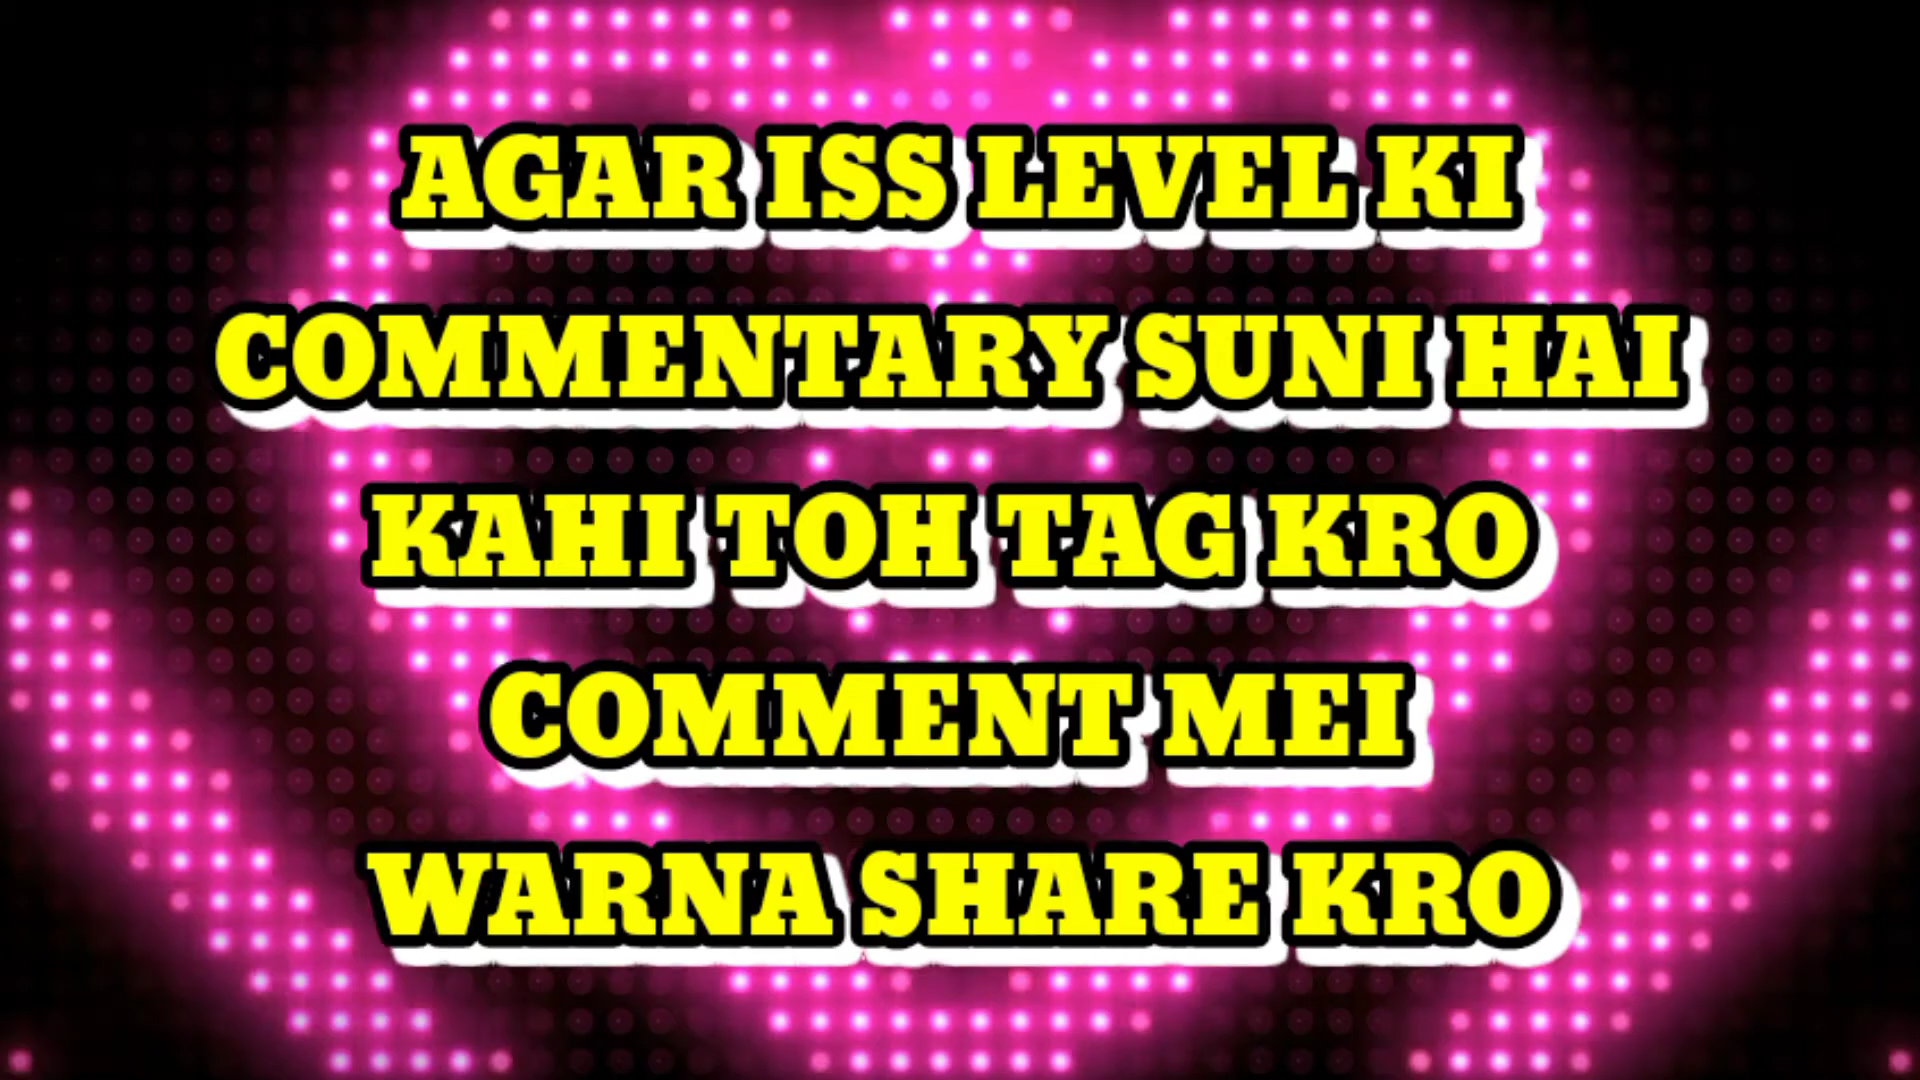 AGAR ISS LEVEL KI
COMMENTARY SUNI HAI
KAHI TOH TAG KRO
COMMENT MEI
WARNA SHARE KRO